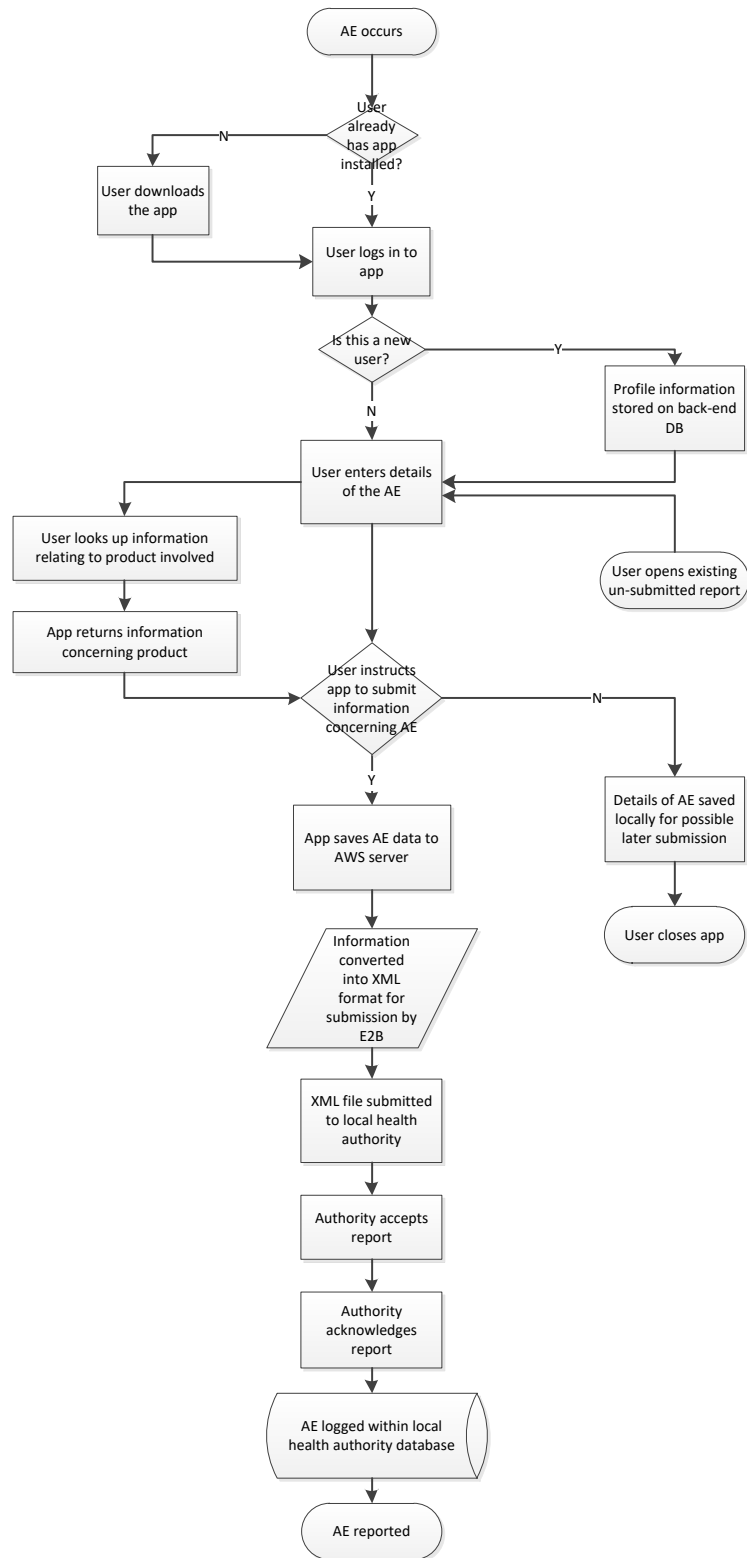 AE occurs
User
already
has app
installed?
N
Y
User downloads
the app
User logs in to
app
Is this a new
user?
Y
N
Profile information
stored on back-end
DB
User enters details
of the AE
User looks up information
relating to product involved
User opens existing
un-submitted report
App returns information
concerning product
User instructs
app to submit
information
concerning AE
N
Y
Details of AE saved
locally for possible
later submission
App saves AE data to
AWS server
User closes app
Information
converted
into XML
format for
submission by
E2B
XML file submitted
to local health
authority
Authority accepts
report
Authority
acknowledges
report
AE logged within local
health authority database
AE reported